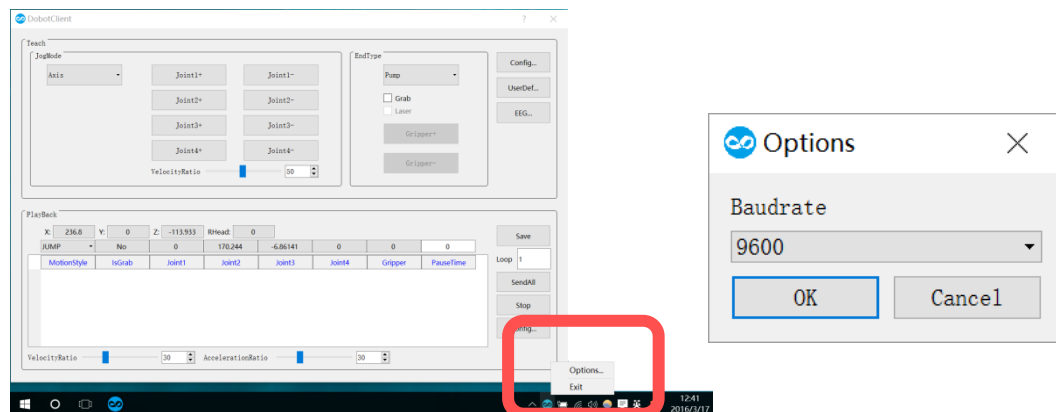 DobotClient
Teach
JogMode
EndType
Axis
Joint1+
Joint1-
Pump
Config...
Joint2+
Joint2-
Grab
UserDef...
Laser
Joint3+
Joint3-
Gripper+
EEG...
Joint4+
Joint4-
Gripper-
VelocityRatio
50
PlayBack
X: 236.8 Y: 0 Z: -113.933 RHead: 0
JUMP No 0 170.244 -6.86141 0 0 0
MotionStyle IsGrab Joint1 Joint2 Joint3 Joint4 Gripper PauseTime
Save
Loop 1
SendAll
Stop
VelocityRatio 30 AccelerationRatio 30
Options...
Exit
英
12:41
2016/3/17
Options
Baudrate
9600
OK Cancel